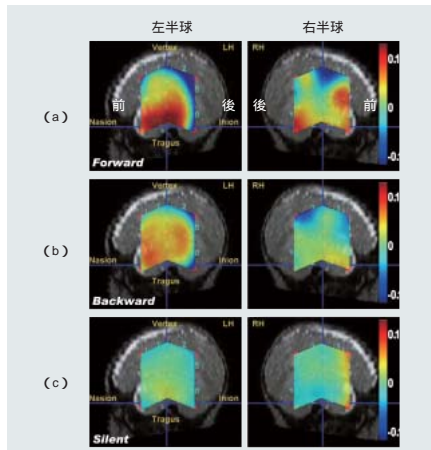 左半球 右半球
(a)
Vertex LH RH 0.1
前 後 後 前
0
Nasion Inion
Tragus
Forward
(b)
Vertex LH RH 0.1
0
Nasion Inion
Tragus
Backward
(c)
Vertex LH RH 0.1
0
Nasion Inion
Tragus
Silent